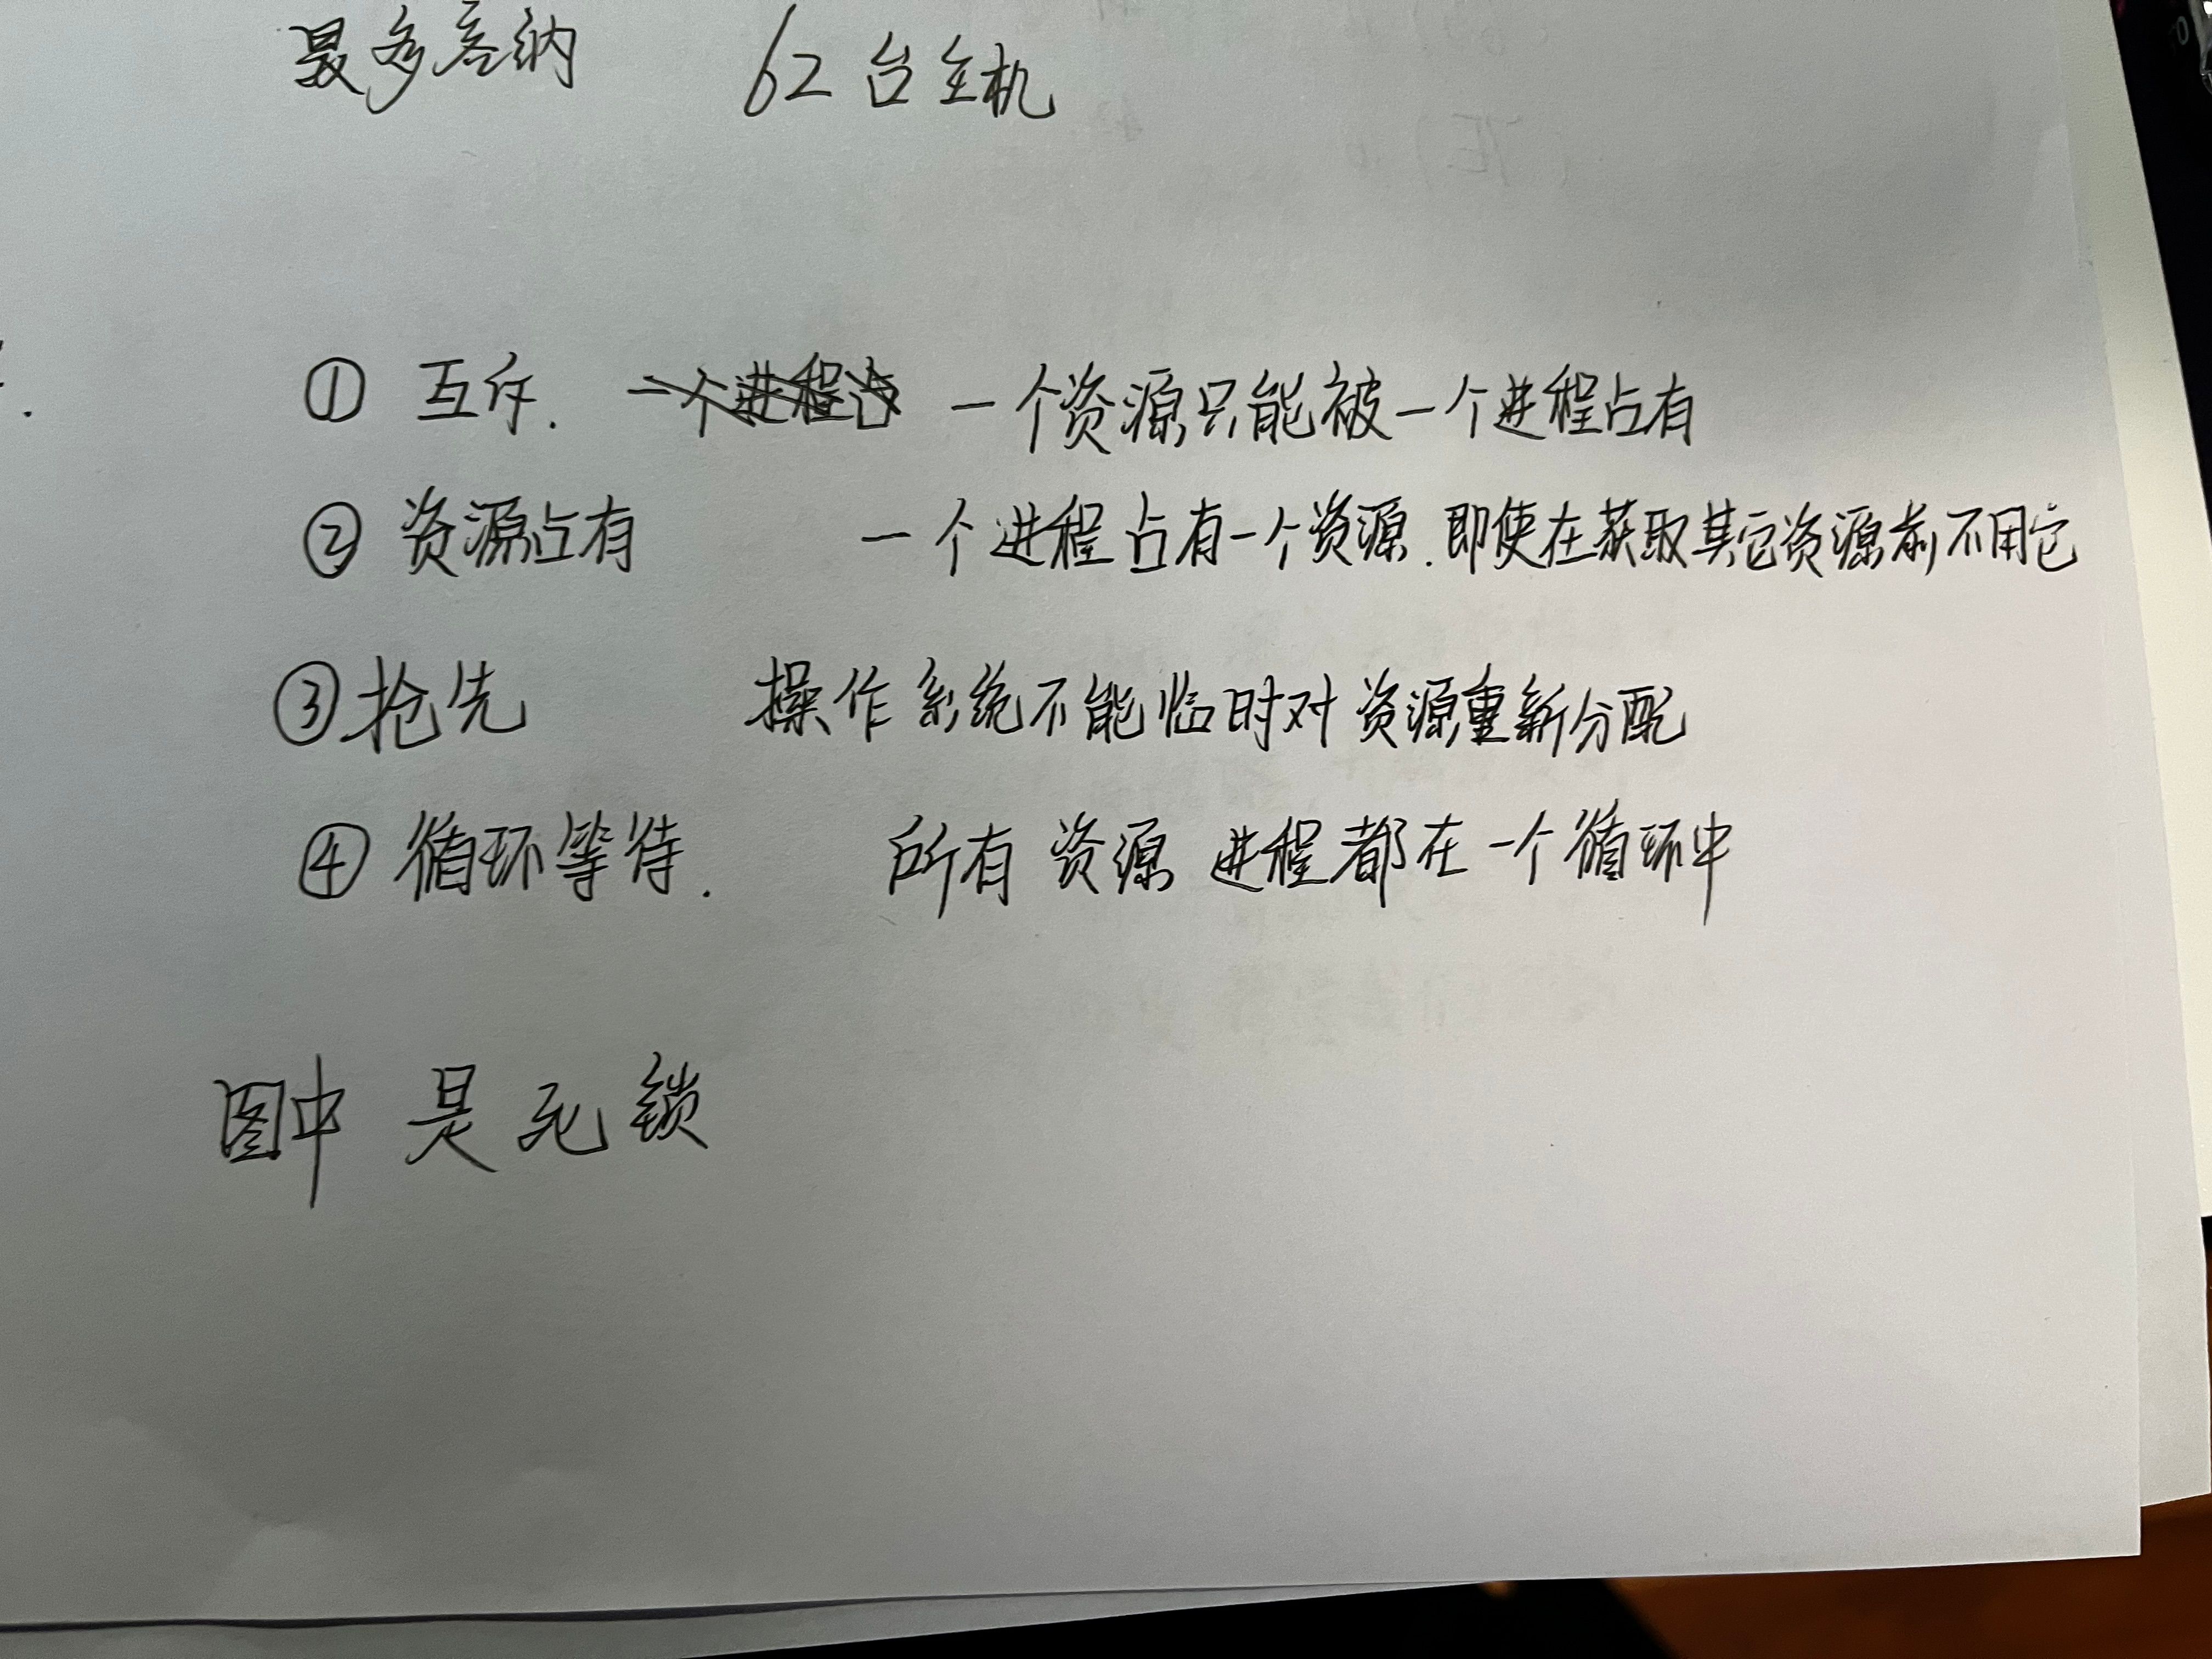 最多容纳 62台主机
① 互斥. 一个资源只能被一个进程占有
② 资源占有 一个进程占有一个资源.即使在获取其它资源素不用它
③ 抢先 操作系统不能临时对资源重新分配
④ 循环等待. 所有资源进程都在一个循环中
图中是死锁